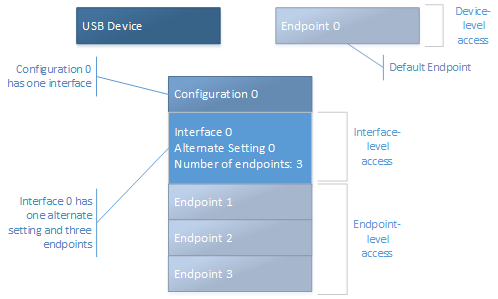 USB Device
Endpoint 0
Device-
level
access
Default Endpoint
Configuration 0
has one interface
Configuration 0
Interface 0
Alternate Setting 0
Number of endpoints: 3
Interface-
level
access
Interface 0 has
one alternate
setting and three
endpoints
Endpoint 1
Endpoint 2
Endpoint 3
Endpoint-
level
access